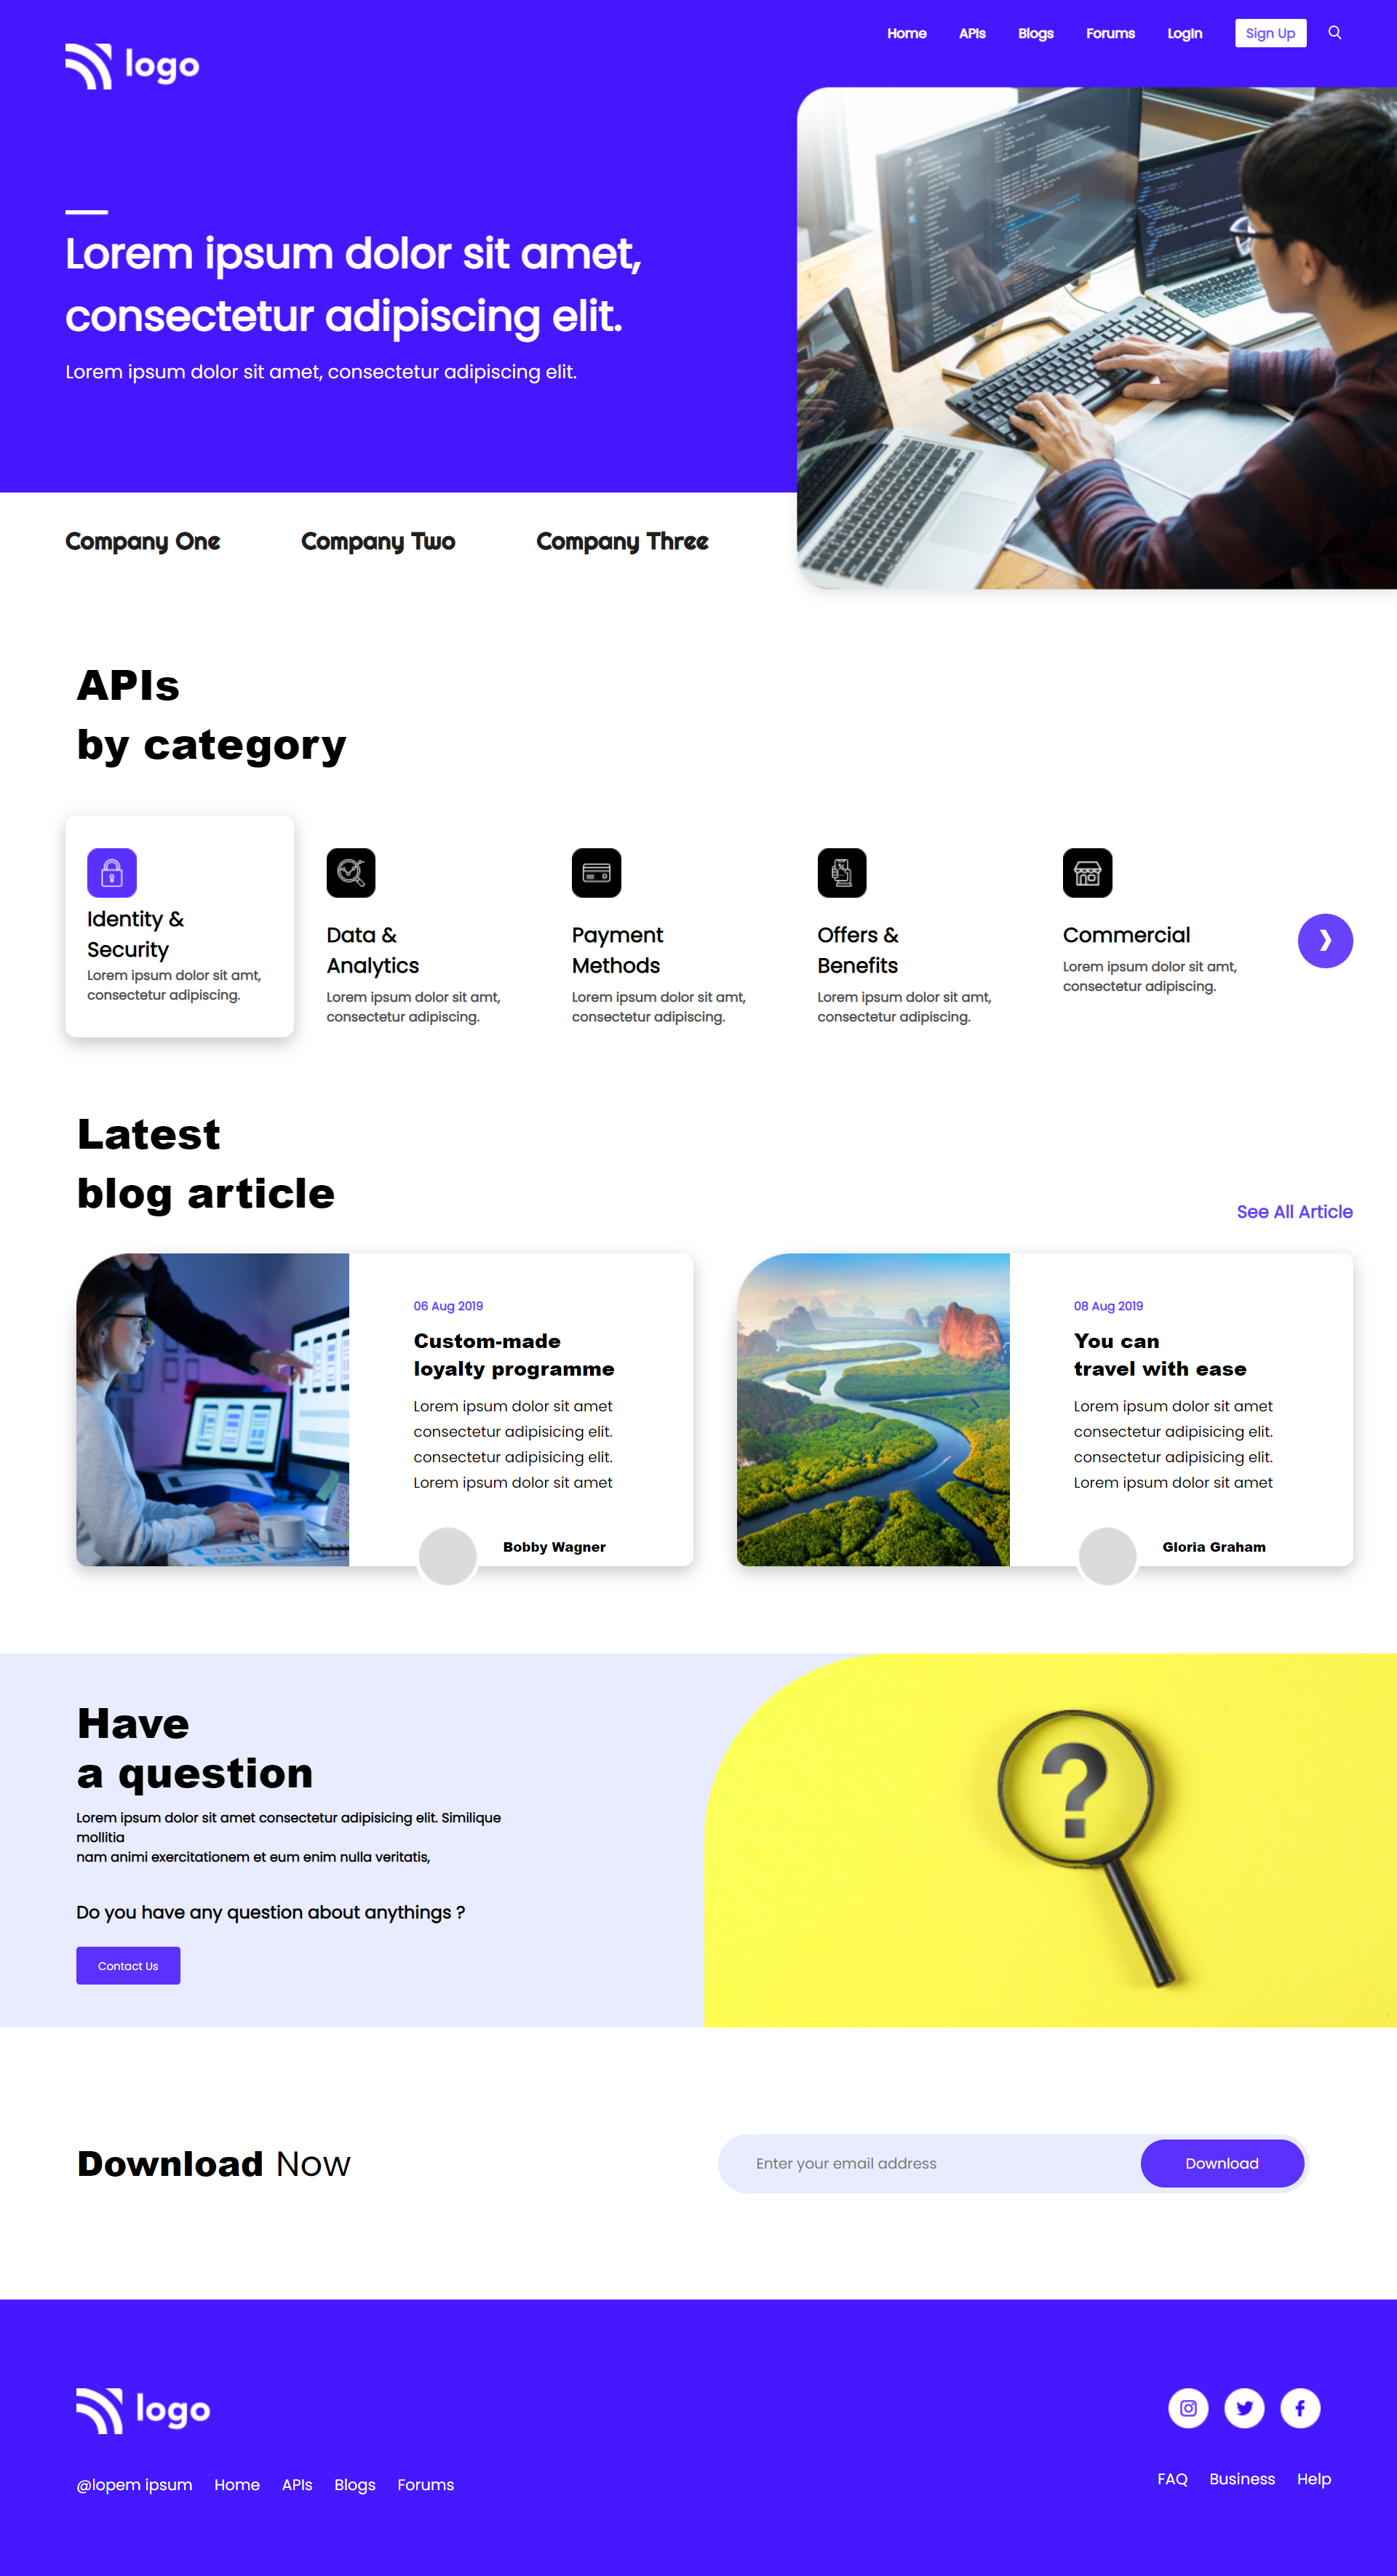 Home APIs Blogs Forums LogIn Sign Up
logo
Lorem ipsum dolor sit amet,
consectetur adipiscing elit.
Lorem ipsum dolor sit amet, consectetur adipiscing elit.
Company One Company Two Company Three
APIs
by category
Identity &
Security
Lorem ipsum dolor sit amt,
consectetur adipiscing.
Data &
Analytics
Lorem ipsum dolor sit amt,
consectetur adipiscing.
Payment
Methods
Lorem ipsum dolor sit amt,
consectetur adipiscing.
Offers &
Benefits
Lorem ipsum dolor sit amt,
consectetur adipiscing.
Commercial
Lorem ipsum dolor sit amt,
consectetur adipiscing.
Latest
blog article
See All Article
06 Aug 2019
Custom-made
loyalty programme
Lorem ipsum dolor sit amet
consectetur adipisicing elit.
consectetur adipisicing elit.
Lorem ipsum dolor sit amet
Bobby Wagner
08 Aug 2019
You can
travel with ease
Lorem ipsum dolor sit amet
consectetur adipisicing elit.
consectetur adipisicing elit.
Lorem ipsum dolor sit amet
Gloria Graham
Have
a question
Lorem ipsum dolor sit amet consectetur adipisicing elit. Similique
mollitia
nam animi exercitationem et eum enim nulla veritatis,
Do you have any question about anythings ?
Contact Us
?
Download Now
Enter your email address
Download
logo
@lopem ipsum Home APIs Blogs Forums
FAQ Business Help